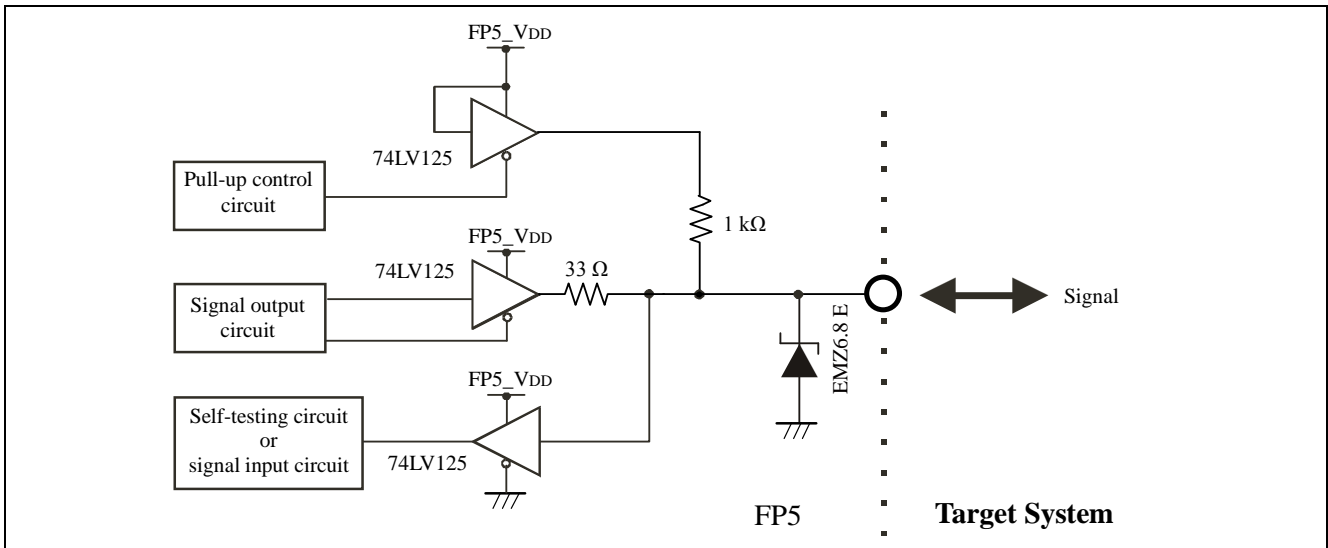 FP5_VDD
74LV125
Pull-up control
circuit
1 kΩ
FP5_VDD
74LV125
33 Ω
Signal output
circuit
Signal
EMZ6.8 E
FP5_VDD
Self-testing circuit
or
signal input circuit
74LV125
FP5
Target System